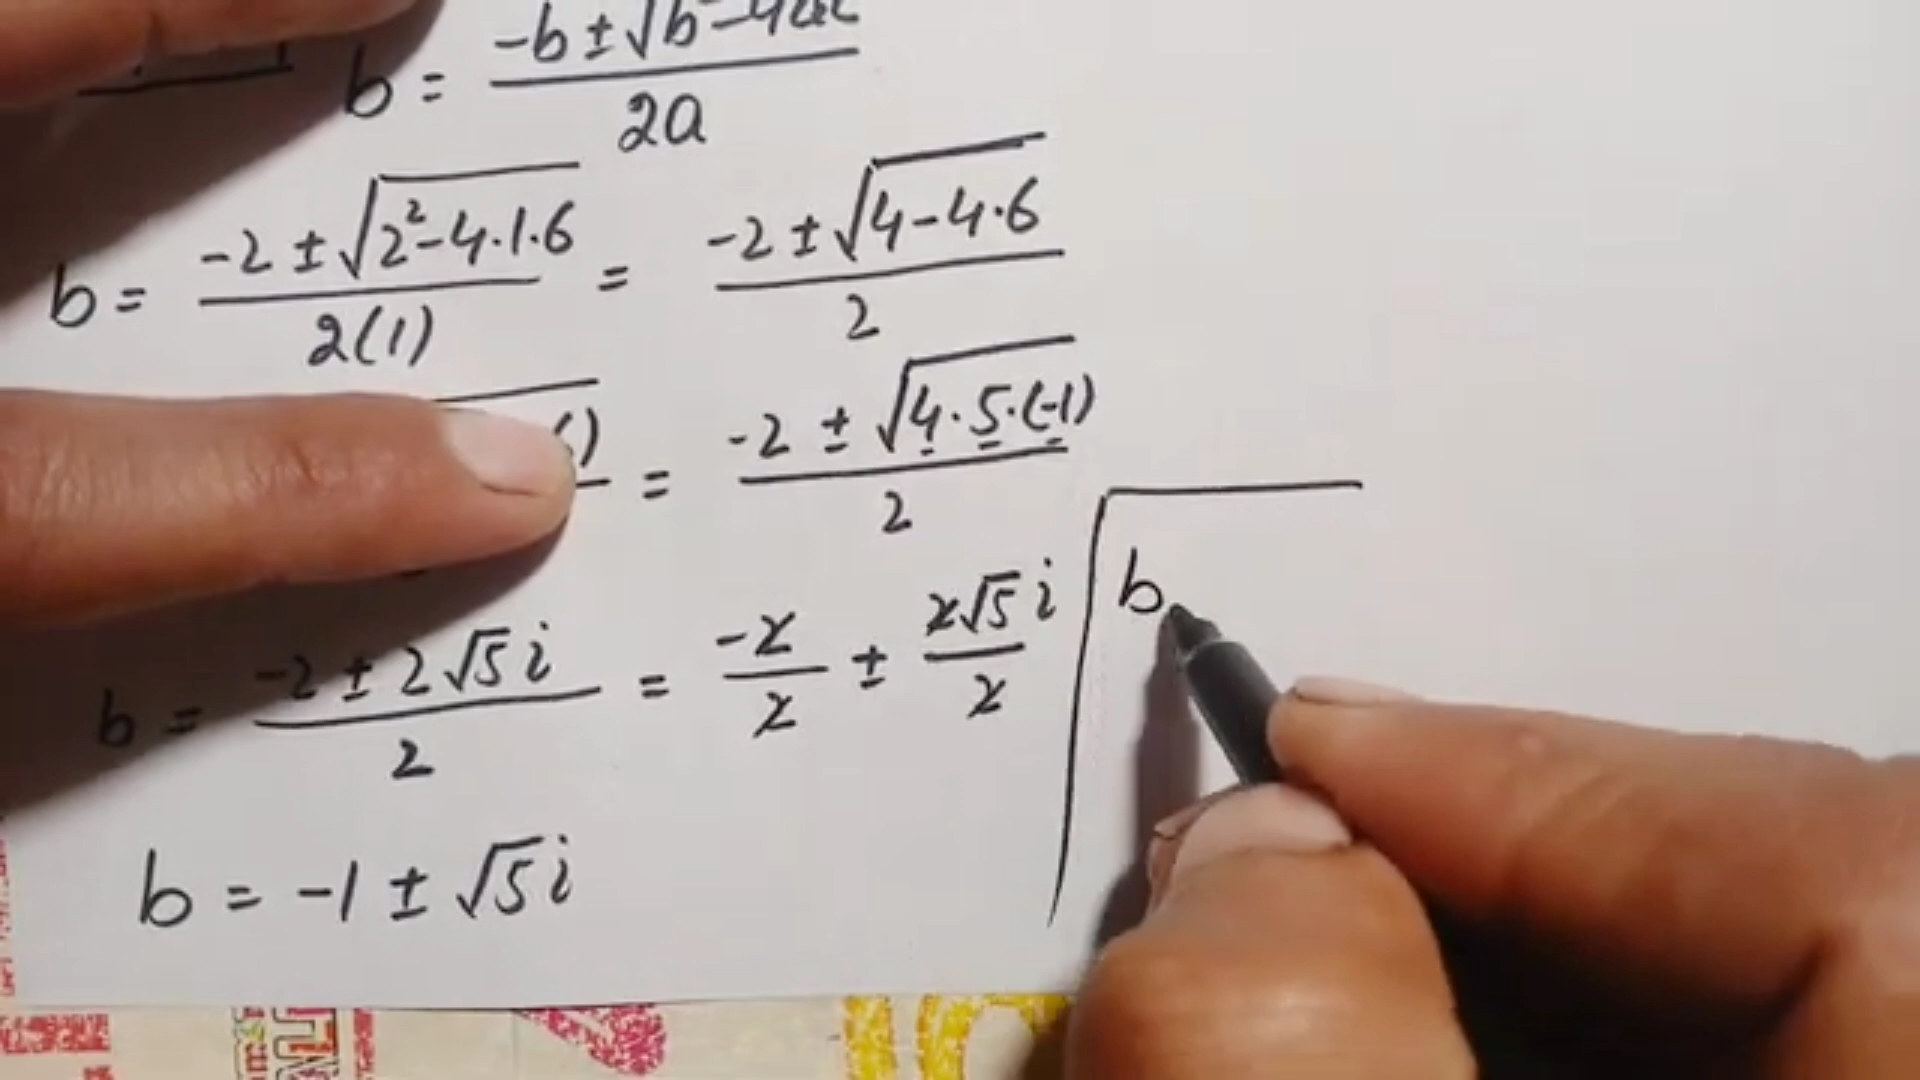 b = (-b ± √(b² - 4ac)) / 2a
b = (-2 ± √(2² - 4·1·6)) / 2(1) = (-2 ± √(4 - 4·6)) / 2
) = (-2 ± √(4·5·(-1))) / 2
b = (-2 ± 2√5 i) / 2 = -2/2 ± 2√5 i / 2
b = -1 ± √5 i
b